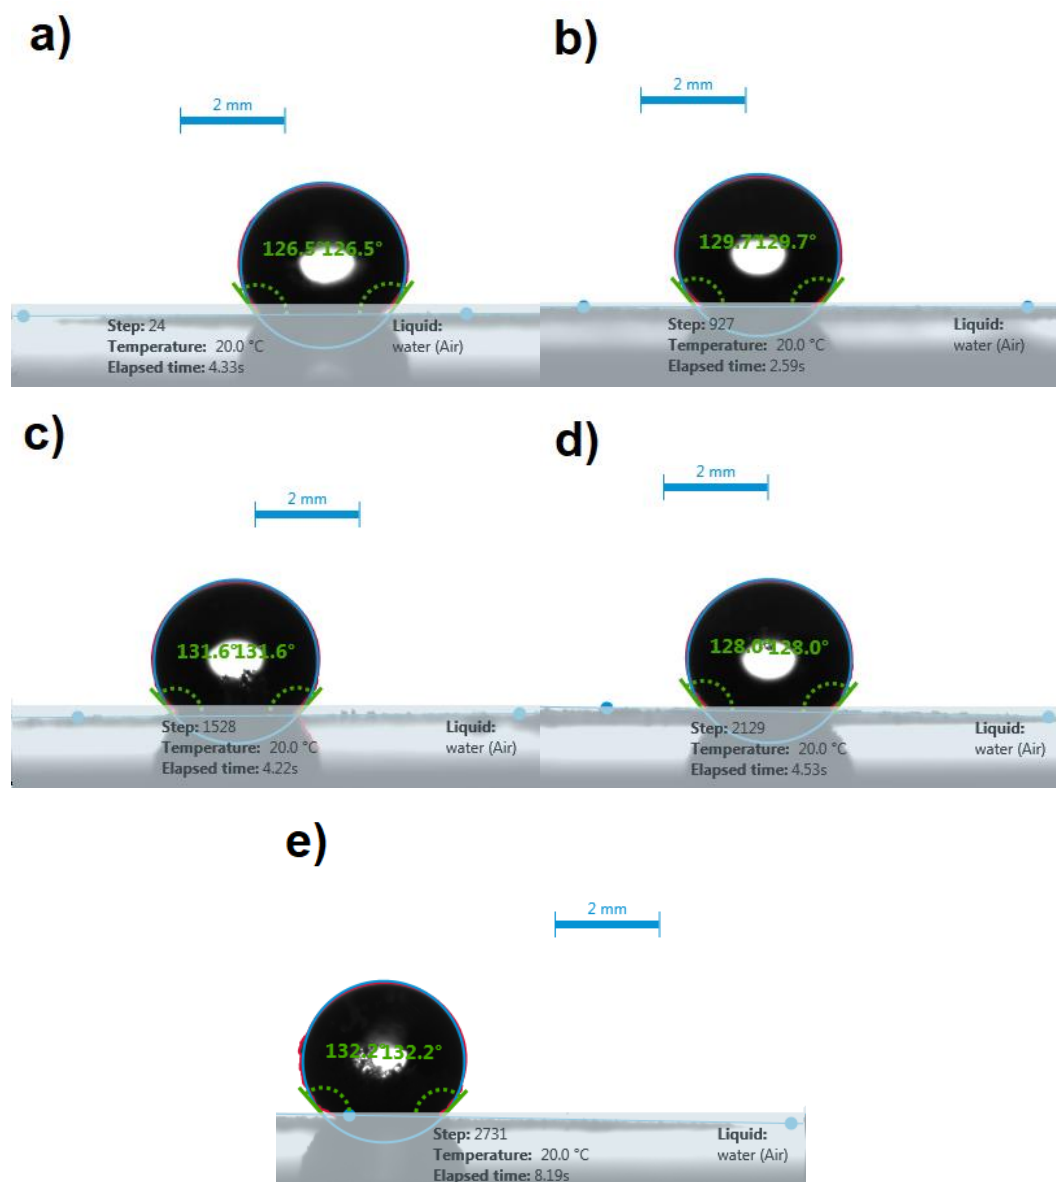 a)
2 mm
126.5° 126.5°
Step: 24
Temperature: 20.0 °C
Elapsed time: 4.33s
Liquid:
water (Air)
b)
2 mm
129.7° 129.7°
Step: 927
Temperature: 20.0 °C
Elapsed time: 2.59s
Liquid:
water (Air)
c)
2 mm
131.6° 131.6°
Step: 1528
Temperature: 20.0 °C
Elapsed time: 4.22s
Liquid:
water (Air)
d)
2 mm
128.0° 128.0°
Step: 2129
Temperature: 20.0 °C
Elapsed time: 4.53s
Liquid:
water (Air)
e)
2 mm
132.2° 132.2°
Step: 2731
Temperature: 20.0 °C
Elapsed time: 8.19s
Liquid:
water (Air)